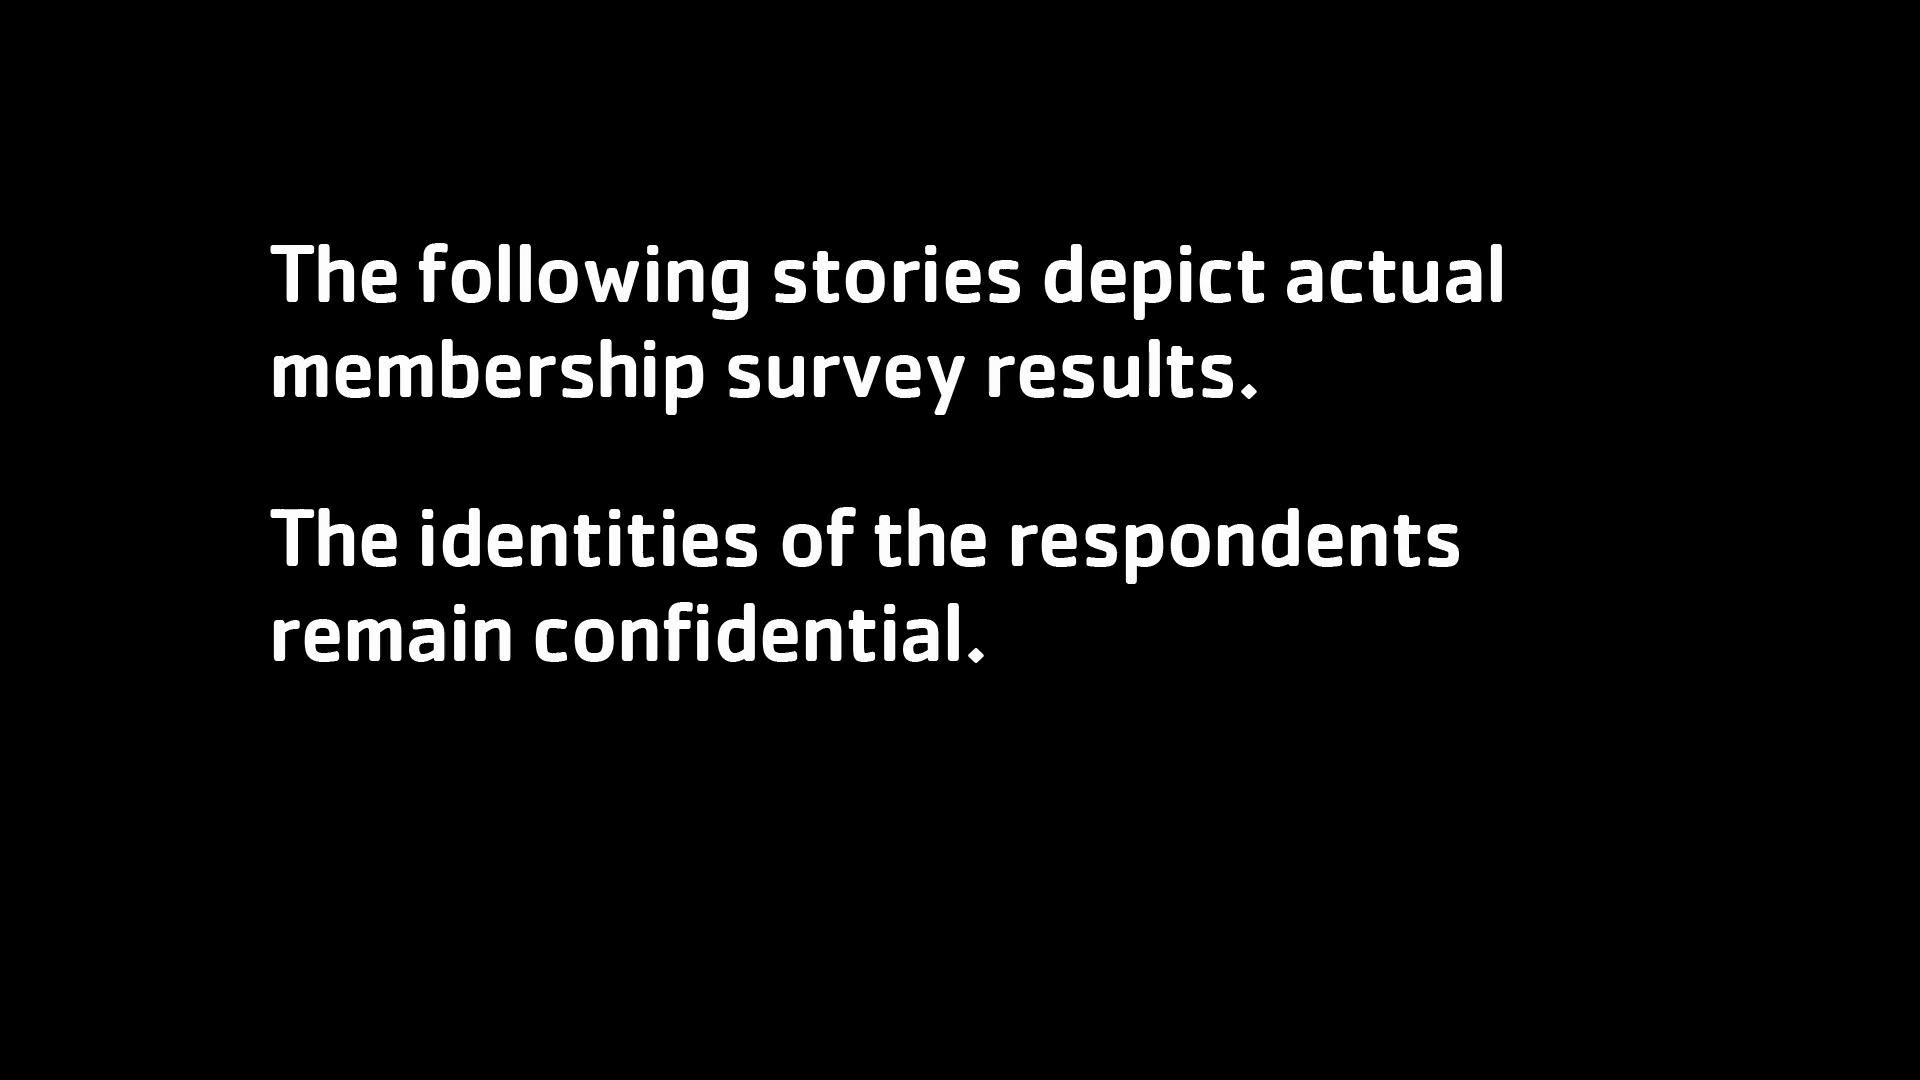 The following stories depict actual
membership survey results.
The identities of the respondents
remain confidential.